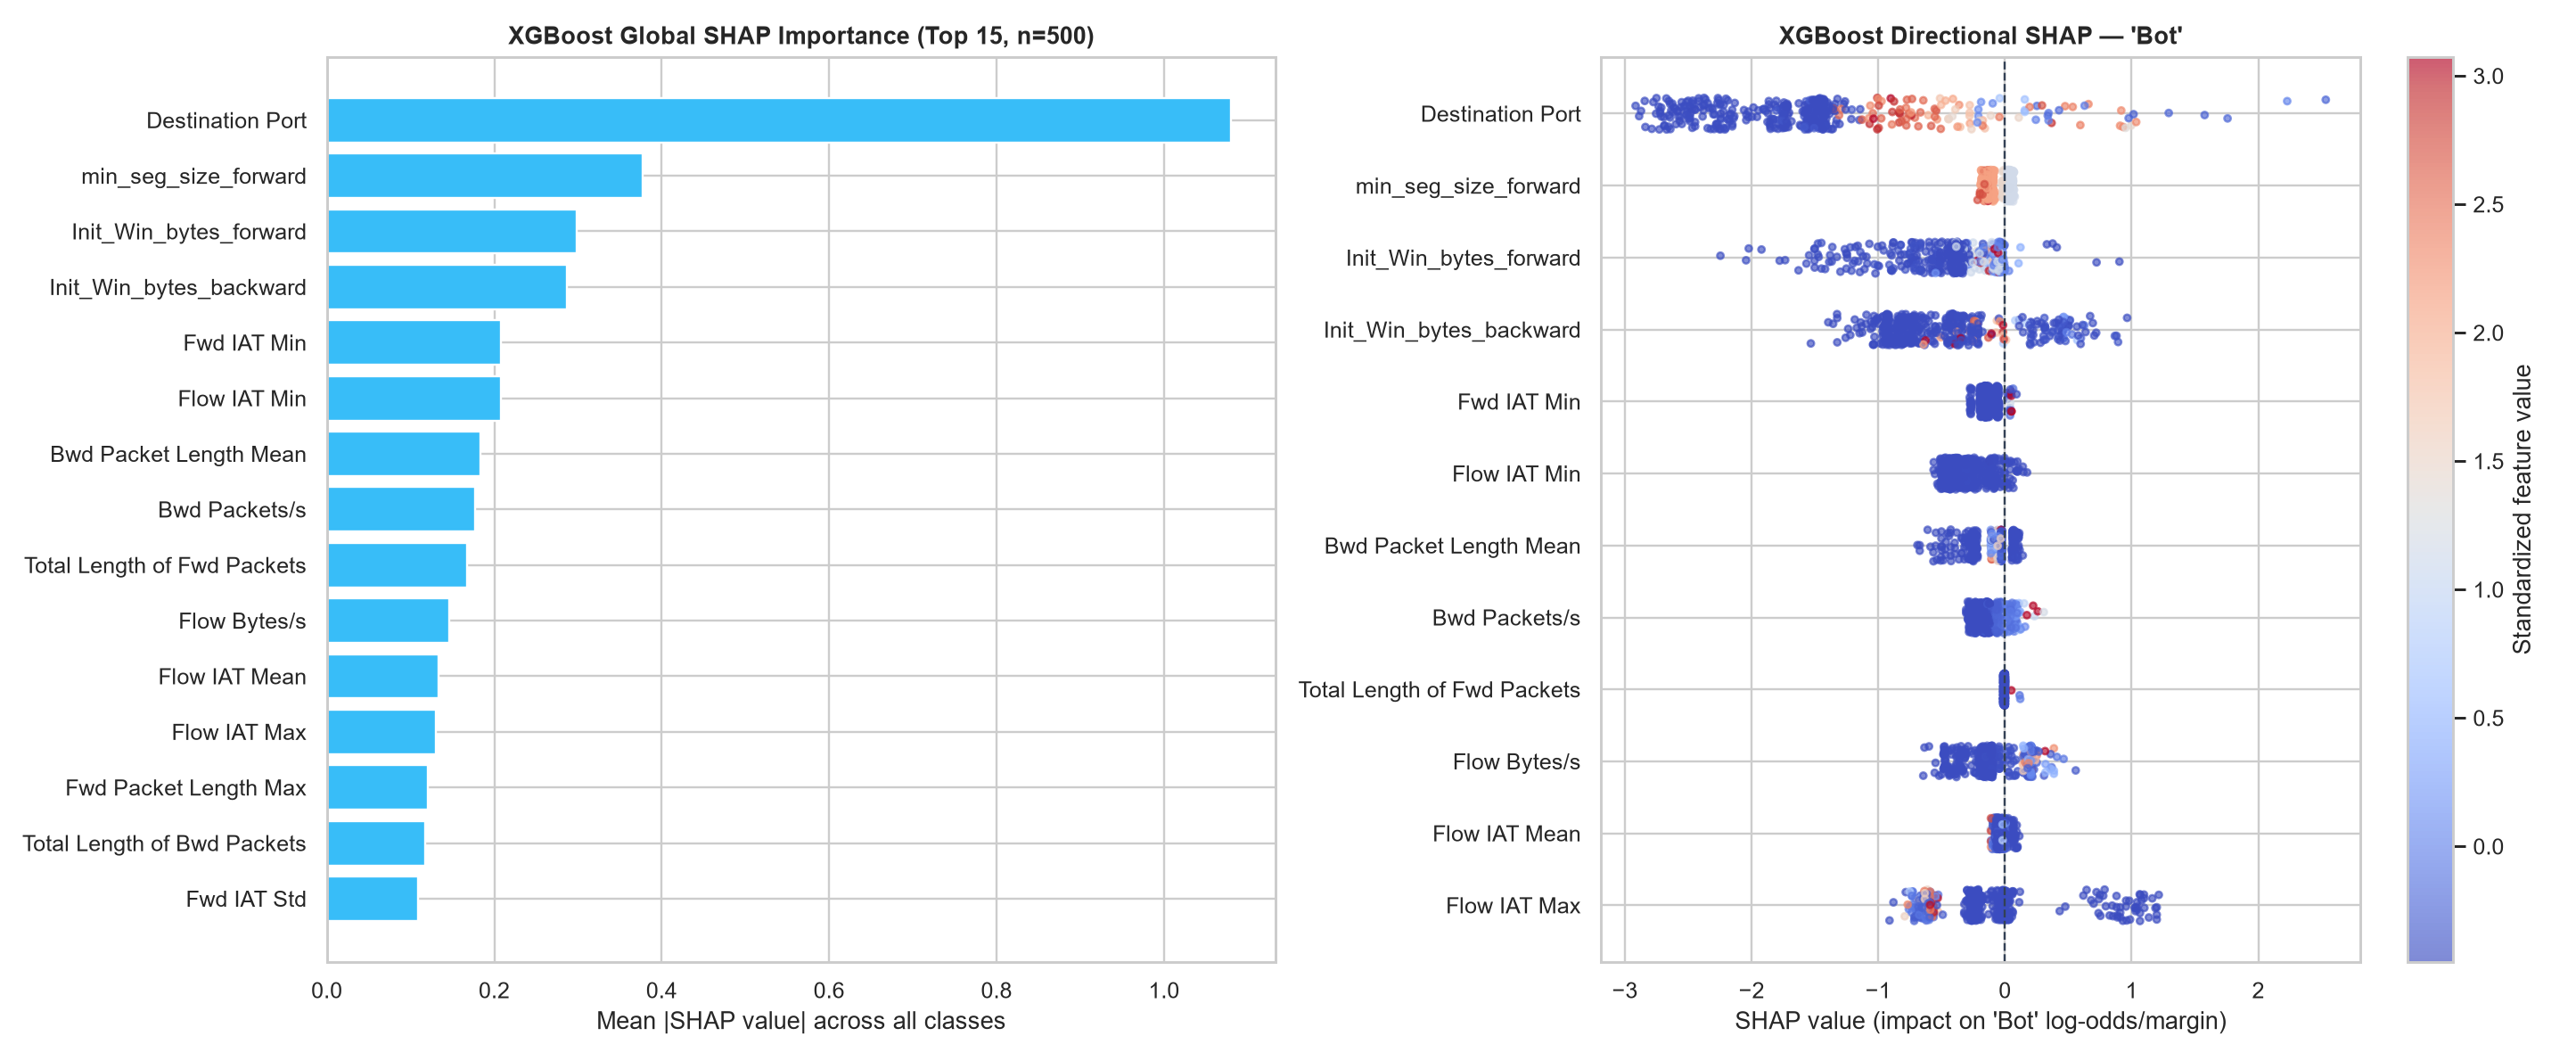 XGBoost Global SHAP Importance (Top 15, n=500)
Destination Port
min_seg_size_forward
Init_Win_bytes_forward
Init_Win_bytes_backward
Fwd IAT Min
Flow IAT Min
Bwd Packet Length Mean
Bwd Packets/s
Total Length of Fwd Packets
Flow Bytes/s
Flow IAT Mean
Flow IAT Max
Fwd Packet Length Max
Total Length of Bwd Packets
Fwd IAT Std
0.0 0.2 0.4 0.6 0.8 1.0
Mean |SHAP value| across all classes
XGBoost Directional SHAP — 'Bot'
Destination Port
min_seg_size_forward
Init_Win_bytes_forward
Init_Win_bytes_backward
Fwd IAT Min
Flow IAT Min
Bwd Packet Length Mean
Bwd Packets/s
Total Length of Fwd Packets
Flow Bytes/s
Flow IAT Mean
Flow IAT Max
−3 −2 −1 0 1 2
SHAP value (impact on 'Bot' log-odds/margin)
3.0
2.5
2.0
1.5
1.0
0.5
0.0
Standardized feature value